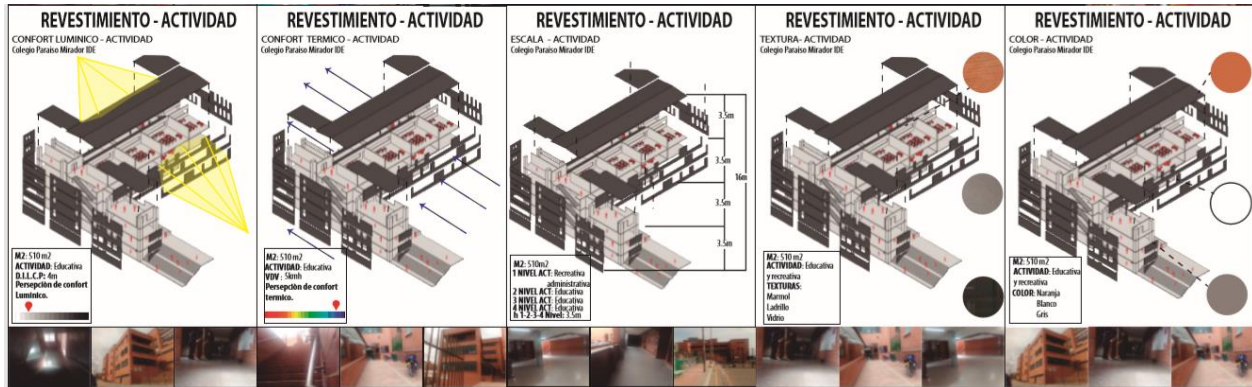 REVESTIMIENTO - ACTIVIDAD
CONFORT LUMINICO - ACTIVIDAD
Colegio Paraiso Mirador IDE
M2: 510 m2
ACTIVIDAD: Educativa
D.I.L.C.P: 4m
Persepción de confort
Luminico.
REVESTIMIENTO - ACTIVIDAD
CONFORT TERMICO - ACTIVIDAD
Colegio Paraiso Mirador IDE
M2: 510 m2
ACTIVIDAD: Educativa
VDV : 5kmh
Persepción de confort
termico.
REVESTIMIENTO - ACTIVIDAD
ESCALA - ACTIVIDAD
Colegio Paraiso Mirador IDE
3.5m
3.5m
16m
3.5m
3.5m
M2: 510m2
1 NIVEL ACT: Recreativa
administrativa
2 NIVEL ACT: Educativa
3 NIVEL ACT: Educativa
4 NIVEL ACT: Educativa
h 1-2-3-4 Nivel: 3.5m
REVESTIMIENTO - ACTIVIDAD
TEXTURA- ACTIVIDAD
Colegio Paraiso Mirador IDE
M2: 510 m2
ACTIVIDAD: Educativa
y recreativa
TEXTURAS:
Marmol
Ladrillo
Vidrio
REVESTIMIENTO - ACTIVIDAD
COLOR - ACTIVIDAD
Colegio Paraiso Mirador IDE
M2: 510 m2
ACTIVIDAD: Educativa
y recreativa
COLOR: Naranja
Blanco
Gris